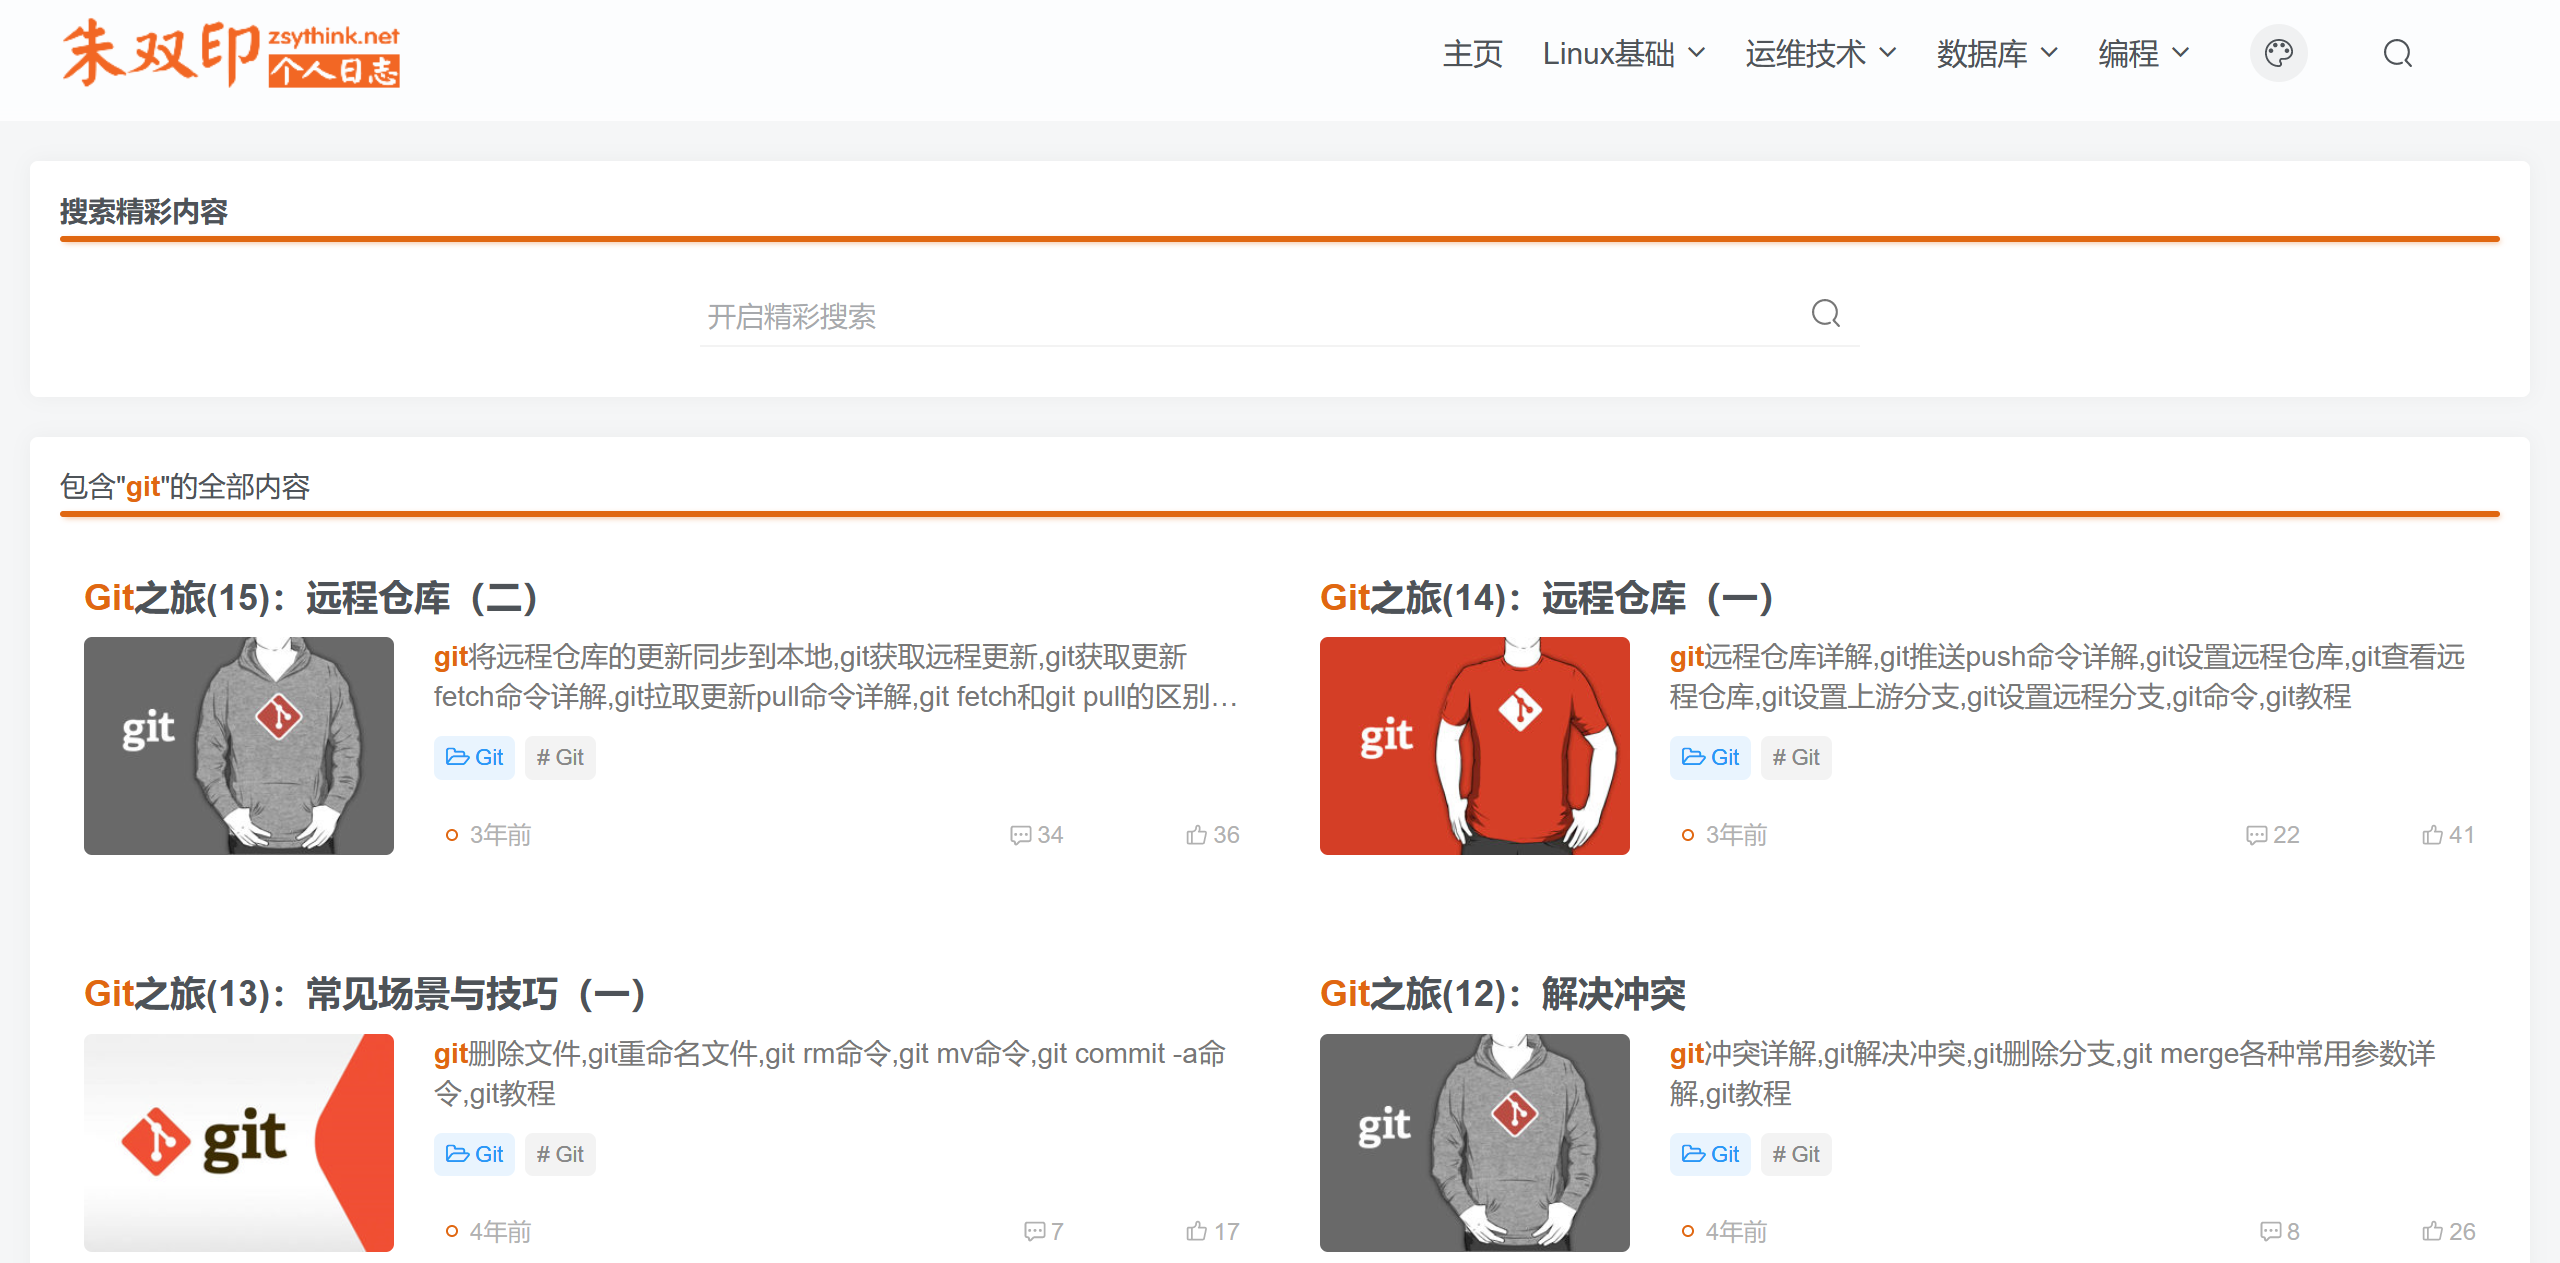 朱双印 zsythink.net
个人日志
主页 Linux基础 运维技术 数据库 编程
搜索精彩内容
开启精彩搜索
包含"git"的全部内容
Git之旅(15)：远程仓库（二）
git
git将远程仓库的更新同步到本地,git获取远程更新,git获取更新
fetch命令详解,git拉取更新pull命令详解,git fetch和git pull的区别…
Git # Git
3年前 34 36
Git之旅(14)：远程仓库（一）
git
git远程仓库详解,git推送push命令详解,git设置远程仓库,git查看远
程仓库,git设置上游分支,git设置远程分支,git命令,git教程
Git # Git
3年前 22 41
Git之旅(13)：常见场景与技巧（一）
git
git删除文件,git重命名文件,git rm命令,git mv命令,git commit -a命
令,git教程
Git # Git
4年前 7 17
Git之旅(12)：解决冲突
git
git冲突详解,git解决冲突,git删除分支,git merge各种常用参数详
解,git教程
Git # Git
4年前 8 26